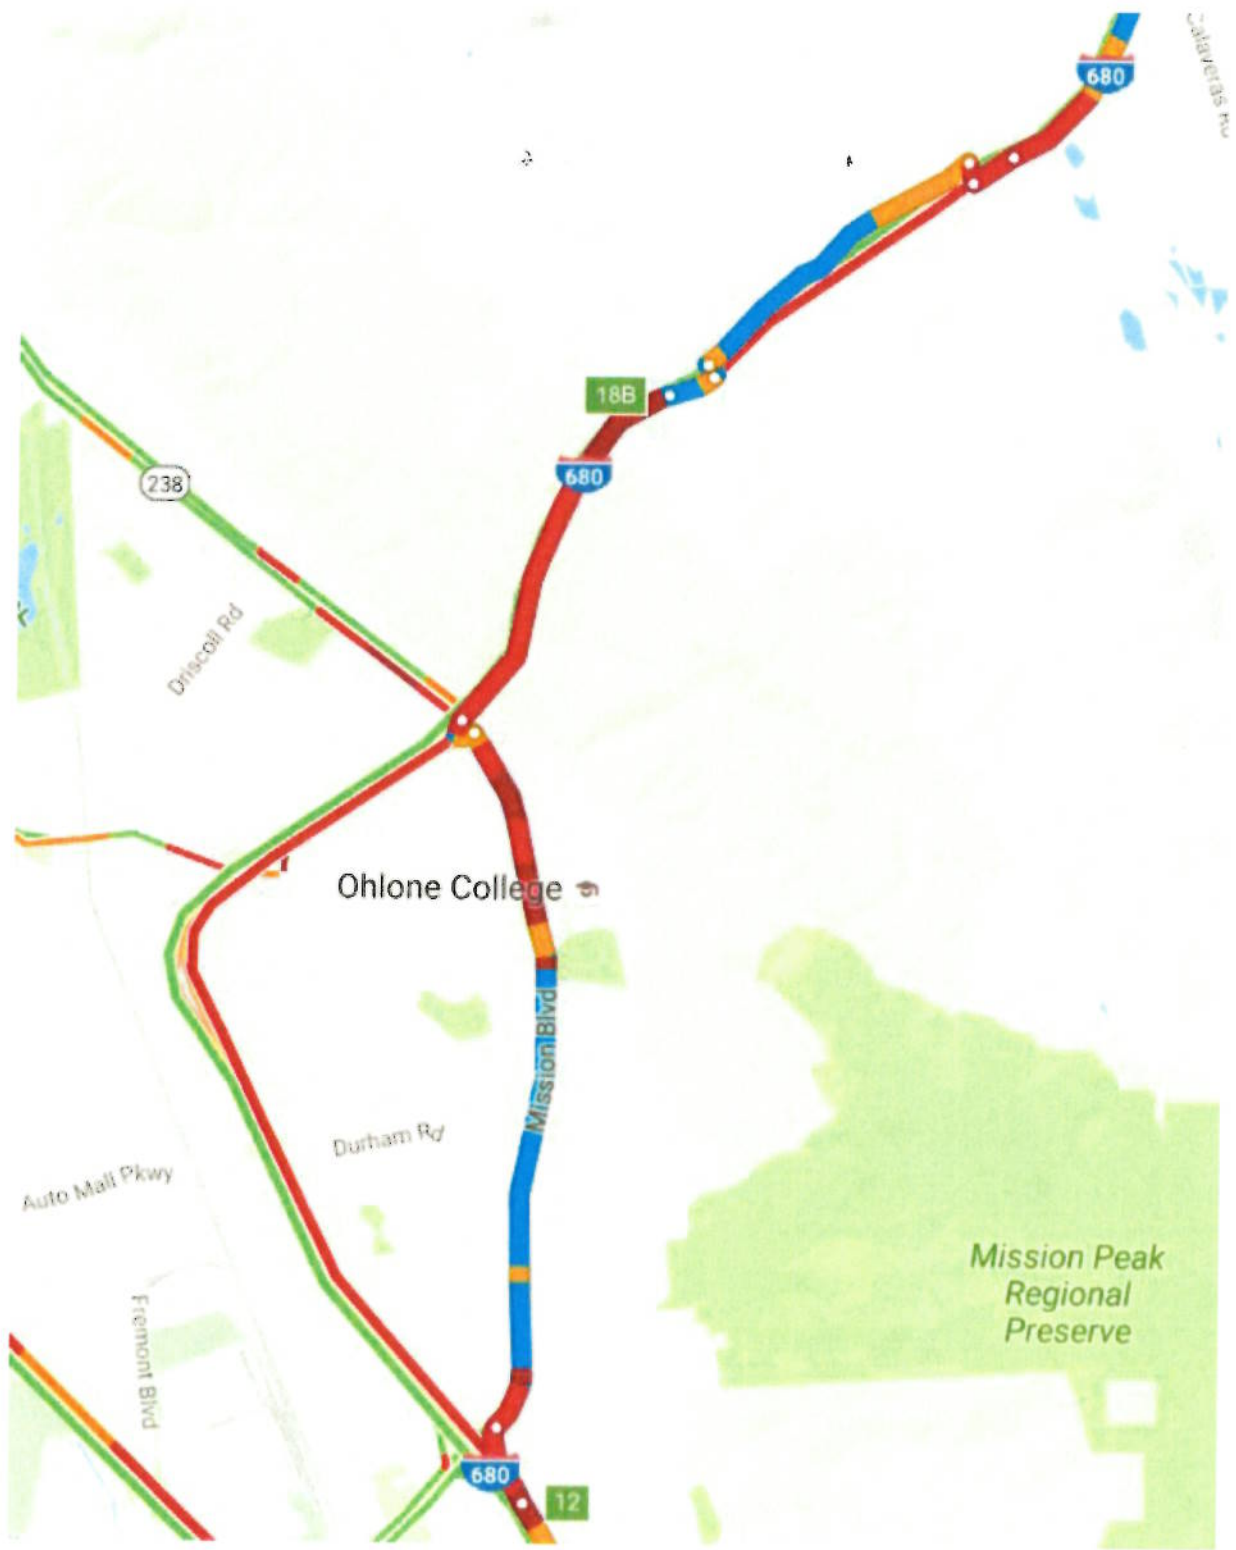 680
18B
680
238
Driscoll Rd
Ohlone College
Mission Blvd
Durham Rd
Auto Mall Pkwy
Mission Peak
Regional
Preserve
Fremont Blvd
680
12